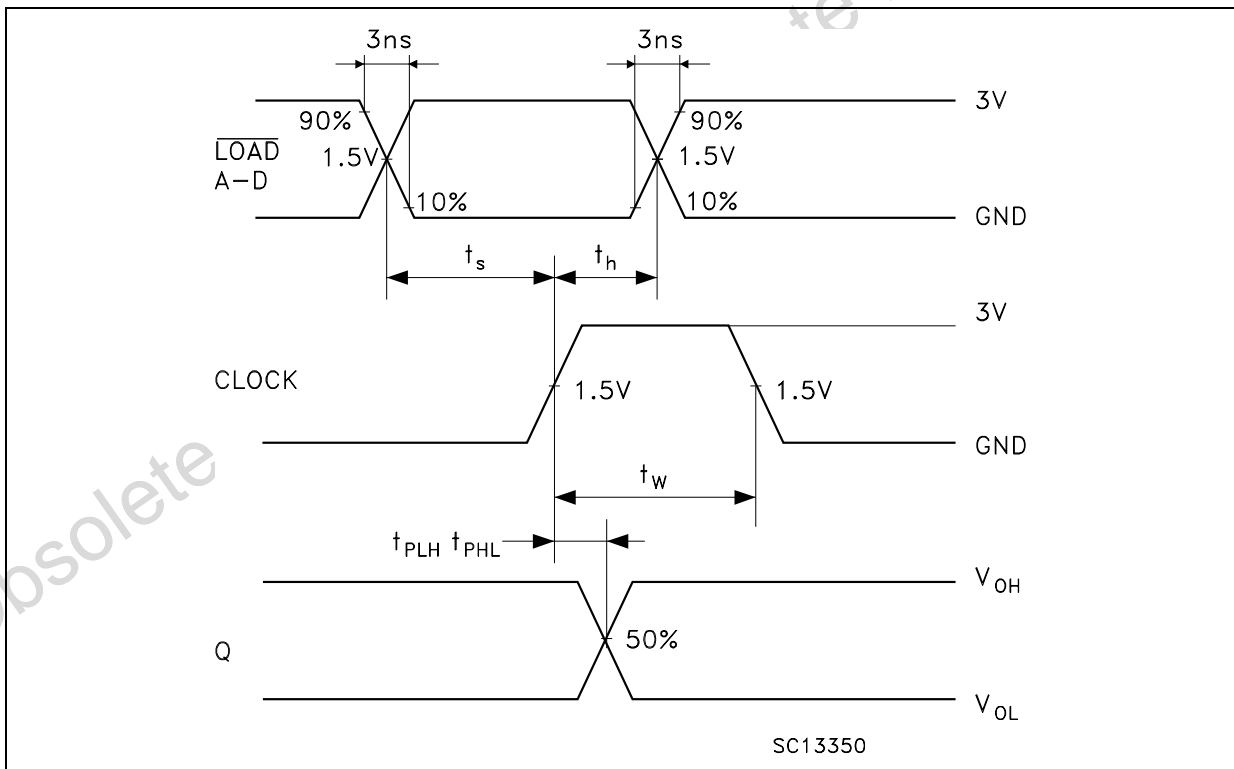 3ns 3ns
3V
90% 90%
LOAD
A-D
1.5V 1.5V
10% 10%
GND
ts th
3V
CLOCK
1.5V 1.5V
GND
tW
tPLH tPHL
VOH
Q
50%
VOL
SC13350
obsolete